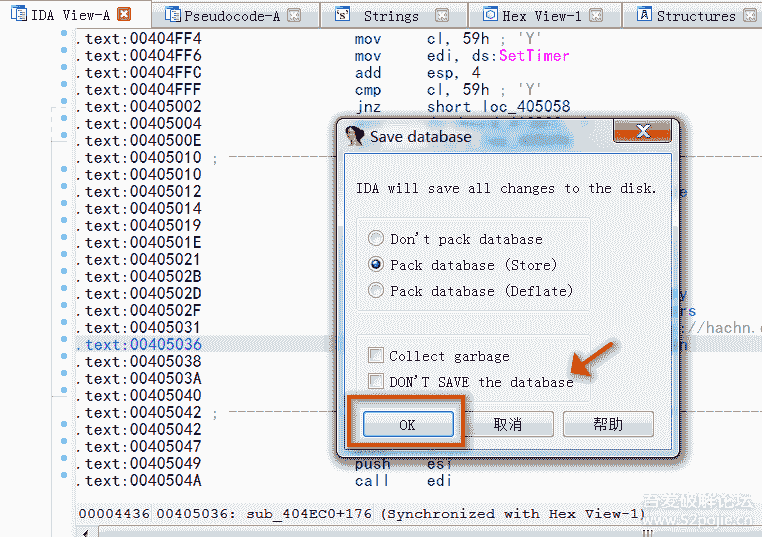 IDA View-A Pseudocode-A Strings Hex View-1 Structures
.text:00404FF4 mov cl, 59h ; 'Y'
.text:00404FF6 mov edi, ds:SetTimer
.text:00404FFC add esp, 4
.text:00404FFF cmp cl, 59h ; 'Y'
.text:00405002 jnz short loc_405058
.text:00405004
.text:0040500E
.text:00405010 ;
.text:00405010
.text:00405012
.text:00405014
.text:00405019
.text:0040501E
.text:00405021
.text:0040502B
.text:0040502D
.text:0040502F rs
.text:00405031 ://hachn.
.text:00405036
.text:00405038
.text:0040503A
.text:00405040
.text:00405042 ;
.text:00405042
.text:00405047
.text:00405049 push esi
.text:0040504A call edi
Save database
IDA will save all changes to the disk.
Don't pack database
Pack database (Store)
Pack database (Deflate)
Collect garbage
DON'T SAVE the database
OK 取消 帮助
00004436 00405036: sub_404EC0+176 (Synchronized with Hex View-1)
吾爱破解论坛
www.52pojie.cn